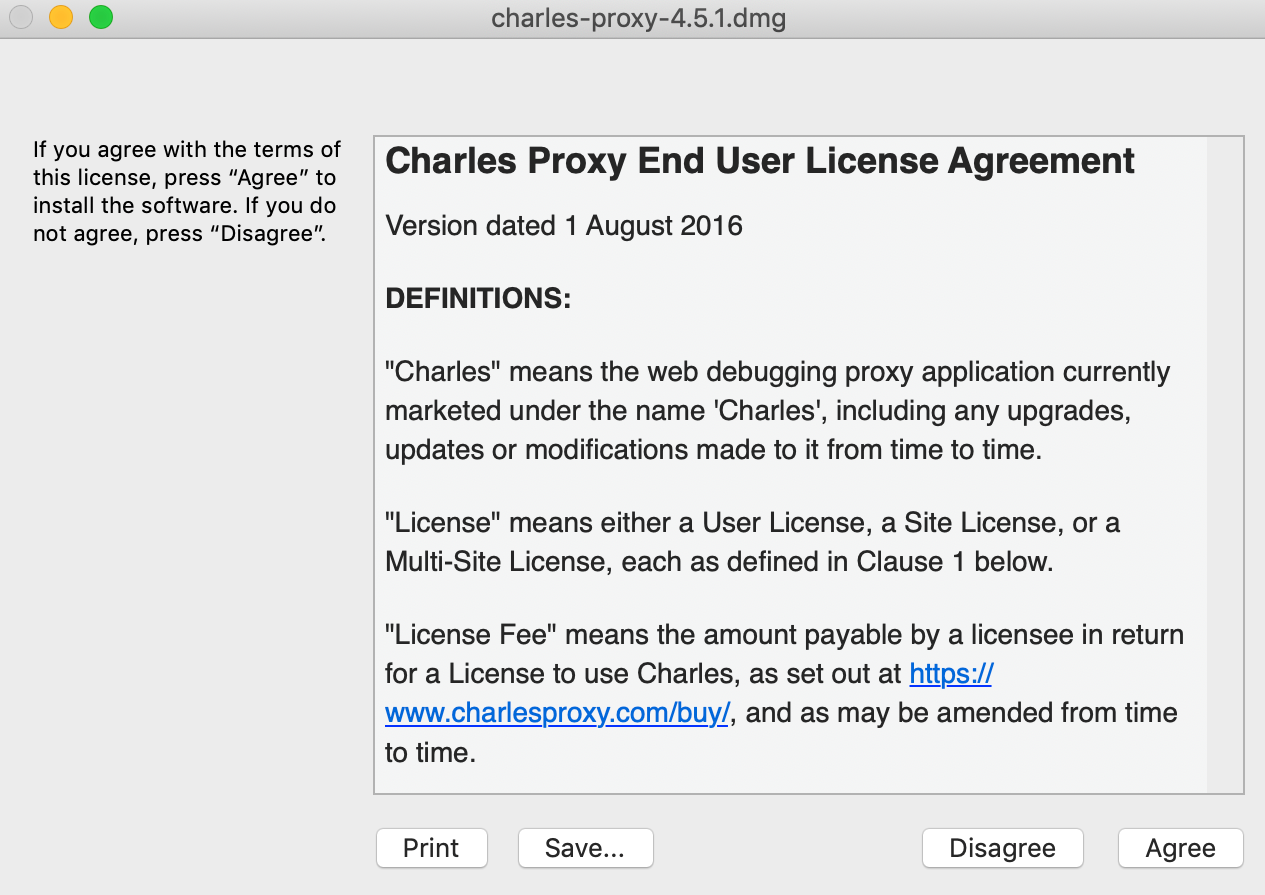 charles-proxy-4.5.1.dmg
If you agree with the terms of
this license, press “Agree” to
install the software. If you do
not agree, press “Disagree”.
Charles Proxy End User License Agreement
Version dated 1 August 2016
DEFINITIONS:
"Charles" means the web debugging proxy application currently
marketed under the name 'Charles', including any upgrades,
updates or modifications made to it from time to time.
"License" means either a User License, a Site License, or a
Multi-Site License, each as defined in Clause 1 below.
"License Fee" means the amount payable by a licensee in return
for a License to use Charles, as set out at https://
www.charlesproxy.com/buy/, and as may be amended from time
to time.
Print
Save...
Disagree
Agree